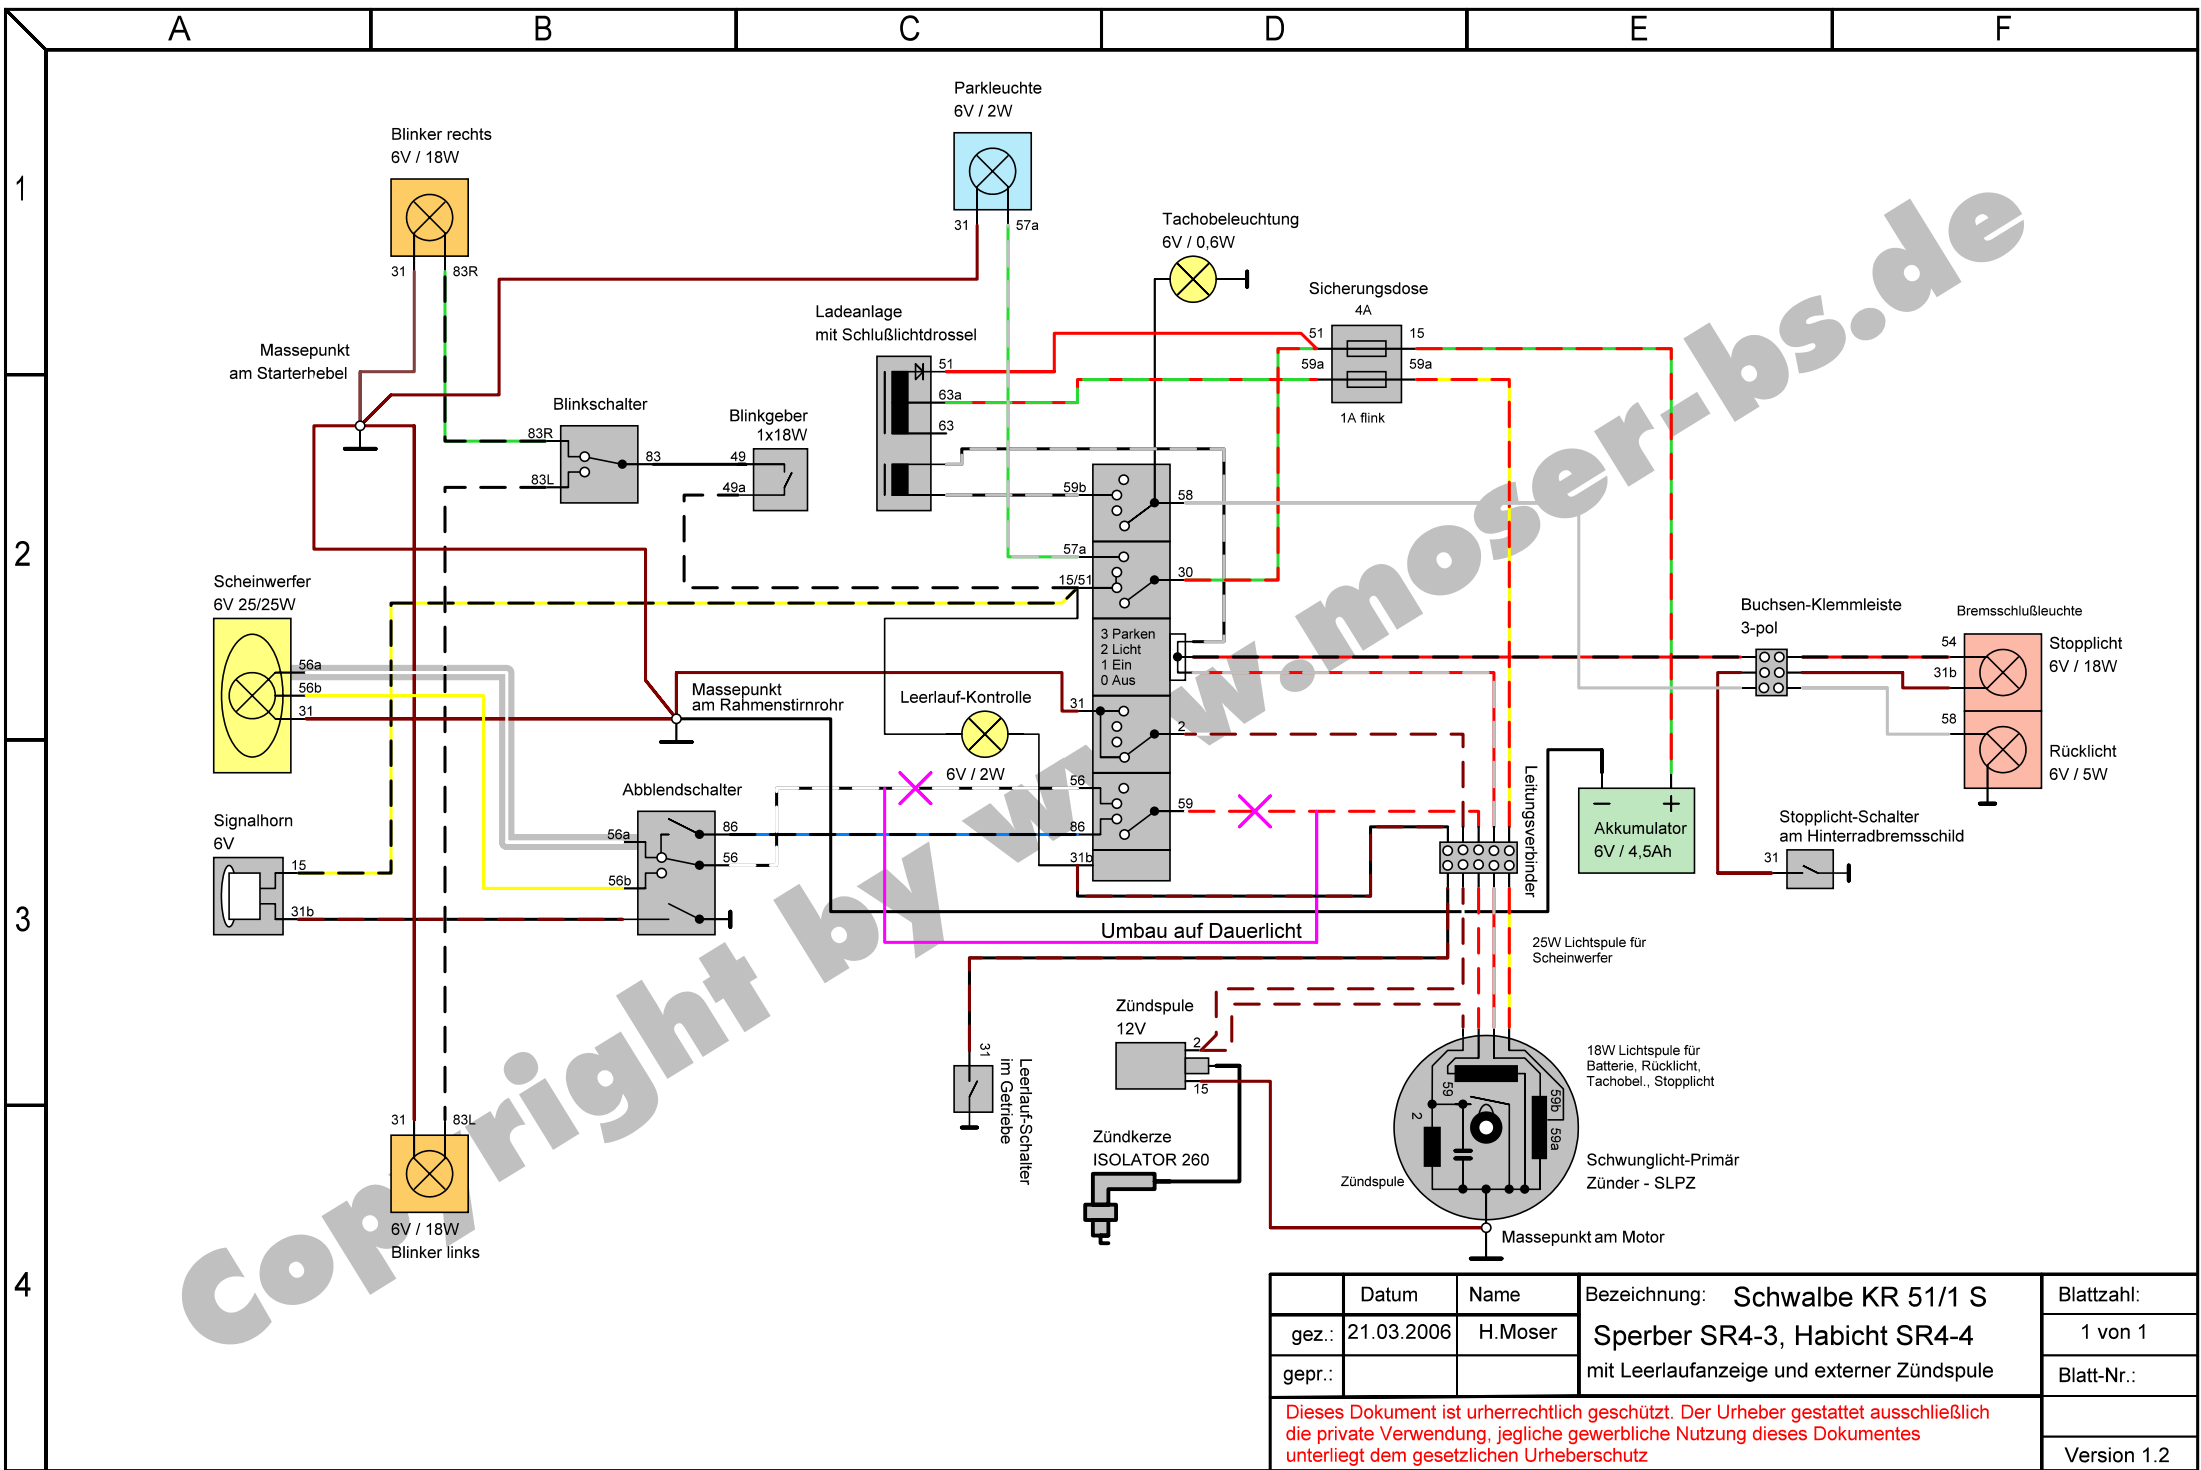 A B C D E F
1
2
3
4
Parkleuchte
6V / 2W
31
57a
Blinker rechts
6V / 18W
31
83R
Tachobeleuchtung
6V / 0,6W
Sicherungsdose
4A
51
15
59a
59a
1A flink
Ladeanlage
mit Schlußlichtdrossel
51
63a
63
Massepunkt
am Starterhebel
Blinkschalter
83R
83L
83
Blinkgeber
1x18W
49
49a
59b
58
57a
15/51
30
3 Parken
2 Licht
1 Ein
0 Aus
31
2
56
59
86
31b
Scheinwerfer
6V 25/25W
56a
56b
31
Massepunkt
am Rahmenstirnrohr
Leerlauf-Kontrolle
6V / 2W
Buchsen-Klemmleiste
3-pol
Bremsschlußleuchte
54
31b
58
Stopplicht
6V / 18W
Rücklicht
6V / 5W
Abblendschalter
56a
56b
86
56
Signalhorn
6V
15
31b
Leitungsverbinder
Akkumulator
6V / 4,5Ah
Stopplicht-Schalter
am Hinterradbremsschild
31
Umbau auf Dauerlicht
25W Lichtspule für
Scheinwerfer
Zündspule
12V
2
15
31
Leerlauf-Schalter
im Getriebe
18W Lichtspule für
Batterie, Rücklicht,
Tachobel., Stopplicht
59
2
59b
59a
Zündspule
Schwunglicht-Primär
Zünder - SLPZ
Massepunkt am Motor
Zündkerze
ISOLATOR 260
31
83L
6V / 18W
Blinker links
Copyright by www.moser-bs.de
Datum
Name
Bezeichnung:
Schwalbe KR 51/1 S
Blattzahl:
gez.:
21.03.2006
H.Moser
Sperber SR4-3, Habicht SR4-4
1 von 1
gepr.:
mit Leerlaufanzeige und externer Zündspule
Blatt-Nr.:
Dieses Dokument ist urherrechtlich geschützt. Der Urheber gestattet ausschließlich
die private Verwendung, jegliche gewerbliche Nutzung dieses Dokumentes
unterliegt dem gesetzlichen Urheberschutz
Version 1.2